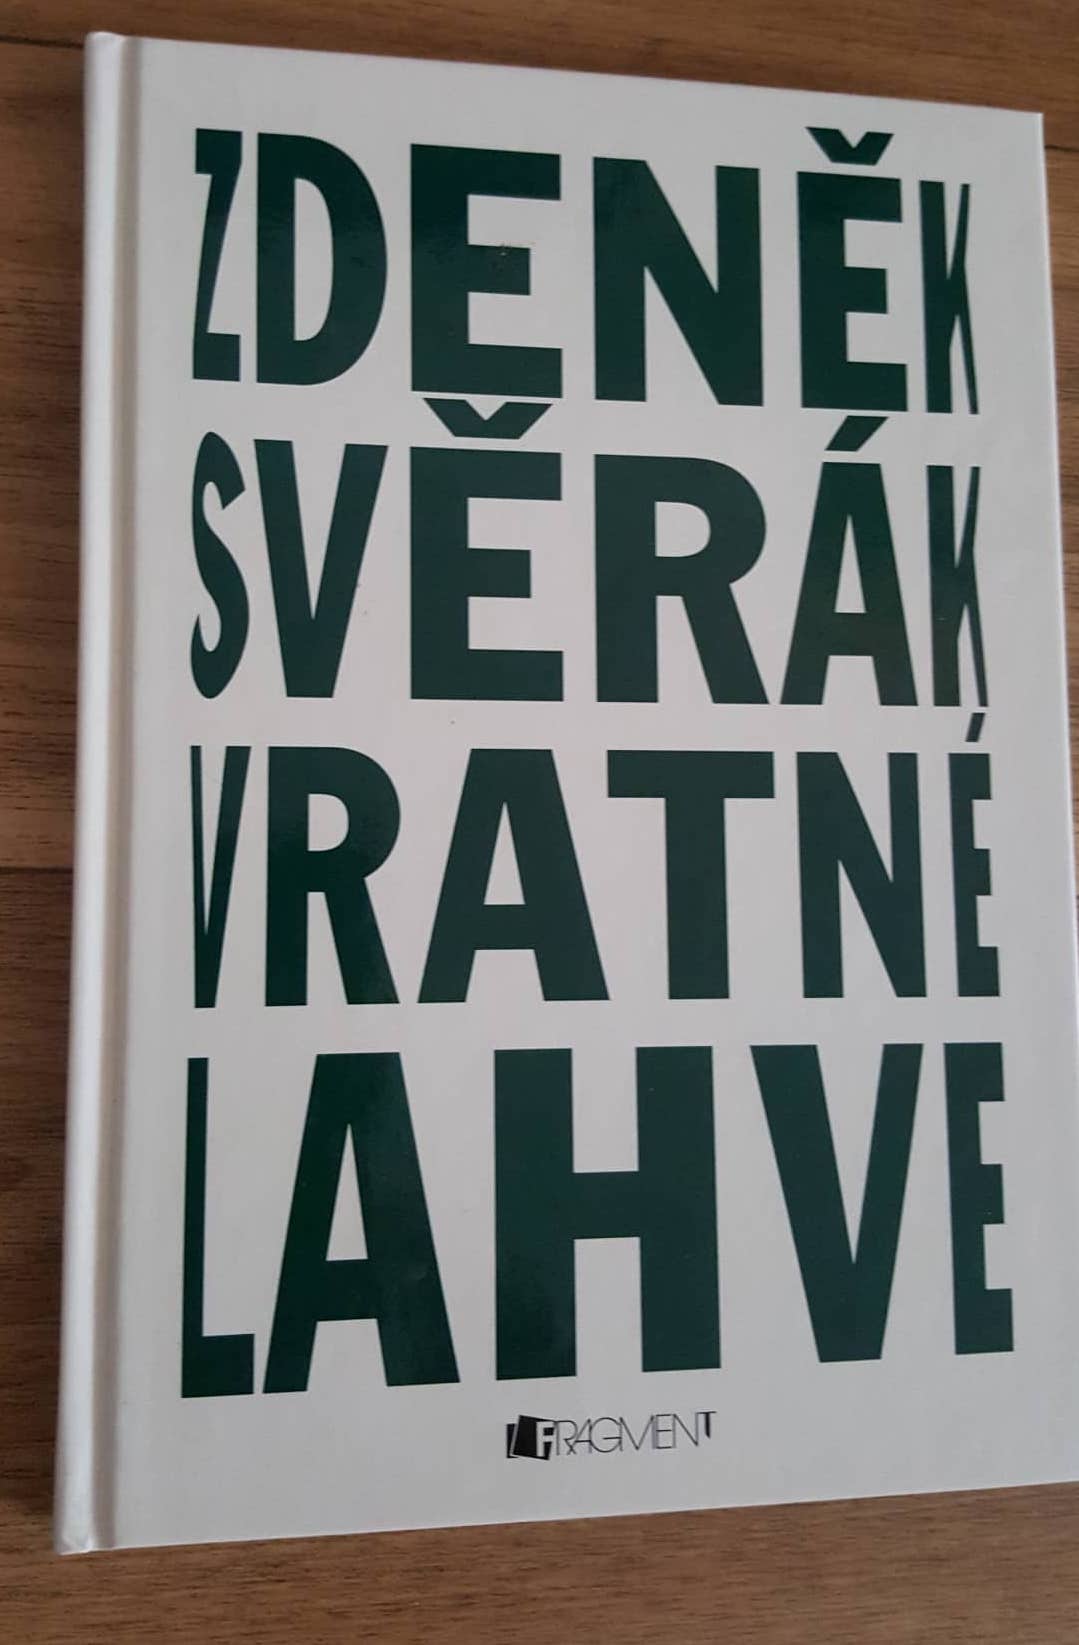 ZDENĚK
SVĚRÁK
VRATNÉ
LAHVE
FRAGMENT